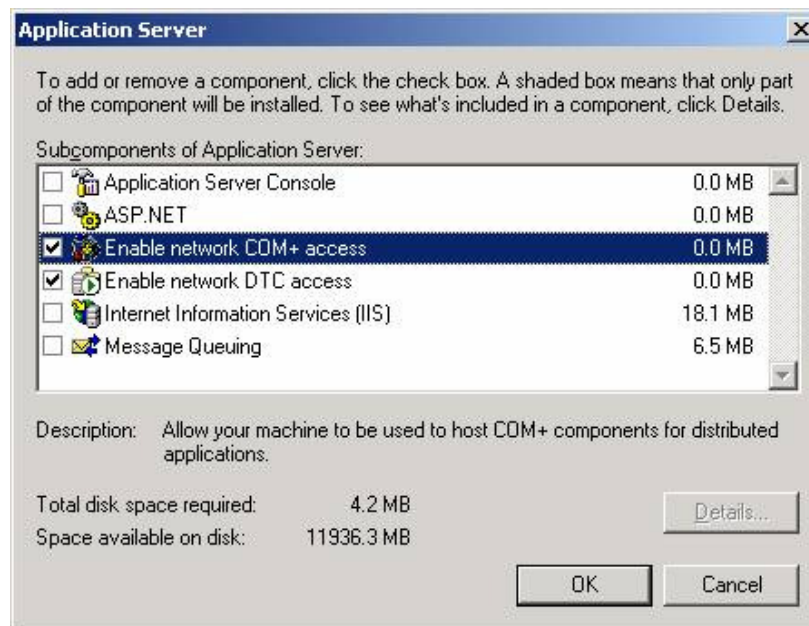 Application Server
To add or remove a component, click the check box. A shaded box means that only part
of the component will be installed. To see what's included in a component, click Details.
Subcomponents of Application Server:
Application Server Console 0.0 MB
ASP.NET 0.0 MB
Enable network COM+ access 0.0 MB
Enable network DTC access 0.0 MB
Internet Information Services (IIS) 18.1 MB
Message Queuing 6.5 MB
Description: Allow your machine to be used to host COM+ components for distributed
applications.
Total disk space required: 4.2 MB
Space available on disk: 11936.3 MB
Details...
OK Cancel